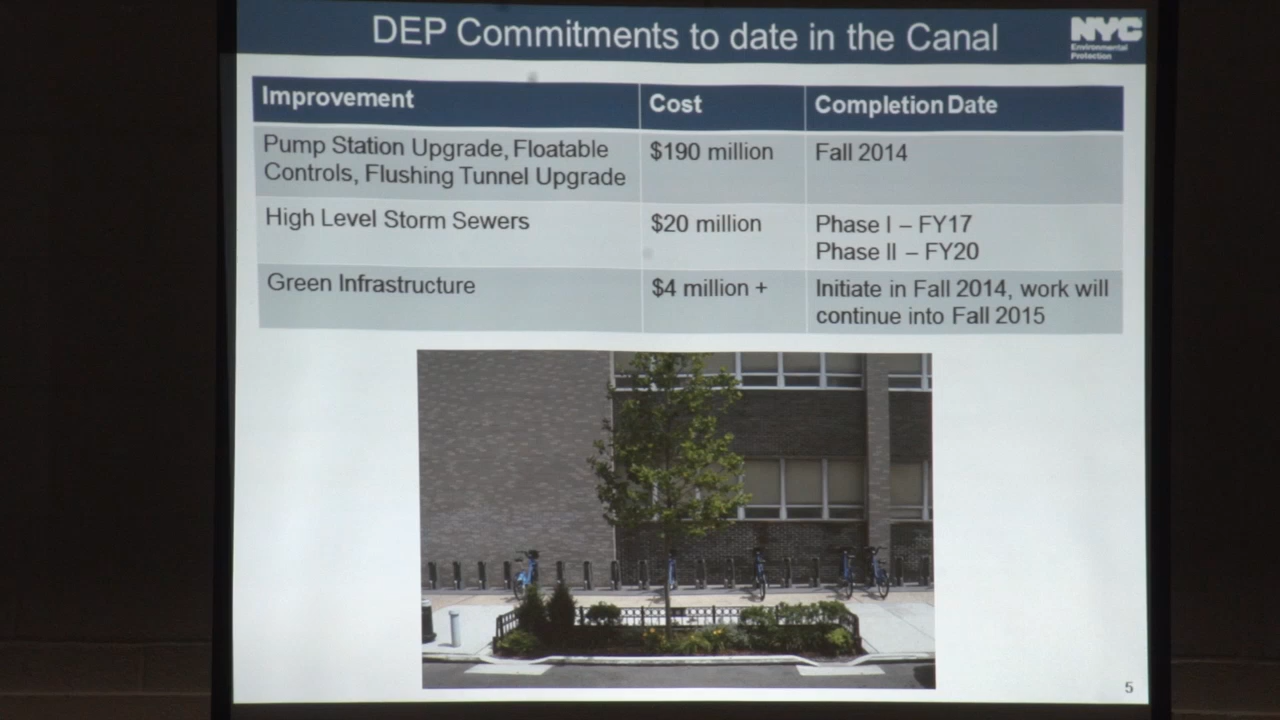 DEP Commitments to date in the Canal
NYC
Environmental
Protection
Improvement
Cost
Completion Date
Pump Station Upgrade, Floatable
Controls, Flushing Tunnel Upgrade
$190 million
Fall 2014
High Level Storm Sewers
$20 million
Phase I – FY17
Phase II – FY20
Green Infrastructure
$4 million +
Initiate in Fall 2014, work will
continue into Fall 2015
5